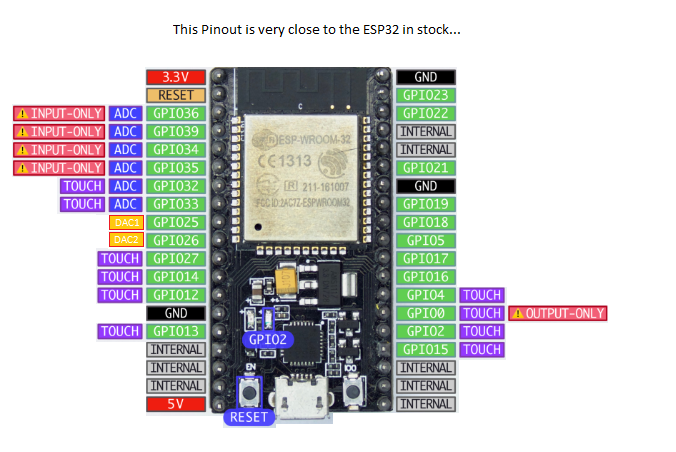 This Pinout is very close to the ESP32 in stock...
3.3V GND
RESET GPIO23
INPUT-ONLY ADC GPIO36 GPIO22
INPUT-ONLY ADC GPIO39 INTERNAL
INPUT-ONLY ADC GPIO34 INTERNAL
INPUT-ONLY ADC GPIO35 GPIO21
TOUCH ADC GPIO32 GND
TOUCH ADC GPIO33 GPIO19
DAC1 GPIO25 GPIO18
DAC2 GPIO26 GPIO5
TOUCH GPIO27 GPIO17
TOUCH GPIO14 GPIO16
TOUCH GPIO12 GPIO4 TOUCH
GND GPIO0 TOUCH OUTPUT-ONLY
TOUCH GPIO13 GPIO2 TOUCH
INTERNAL GPIO15 TOUCH
INTERNAL INTERNAL
INTERNAL INTERNAL
5V INTERNAL
ESP-WROOM-32
CE1313
211-161007
FCC ID:2AC7Z-ESPWROOM32
GPIO2
EN
RESET